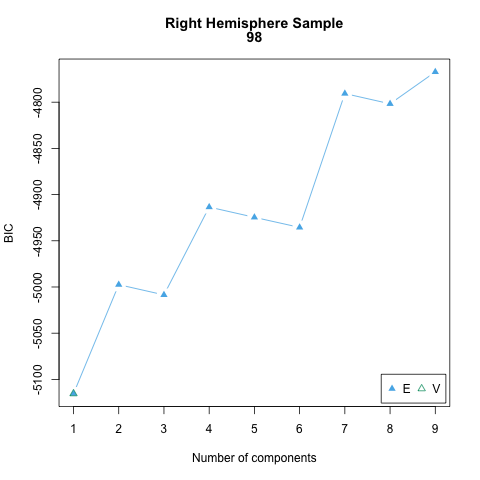 Right Hemisphere Sample
98
BIC
-4800
-4850
-4900
-4950
-5000
-5050
-5100
1 2 3 4 5 6 7 8 9
Number of components
E V